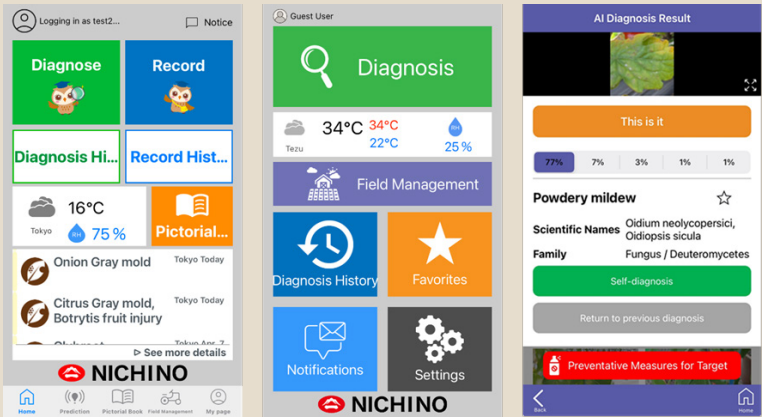 Logging in as test2...
Notice
Diagnose
Record
Diagnosis Hi...
Record Hist...
16°C
Tokyo
RH
75 %
Pictorial...
Onion Gray mold
Tokyo Today
Citrus Gray mold,
Botrytis fruit injury
Tokyo Today
Tokyo Apr. 7
▷ See more details
NICHINO
Home
Prediction
Pictorial Book
Field Management
My page
Guest User
Diagnosis
34°C
34°C
22°C
Tezu
RH
25 %
Field Management
Diagnosis History
Favorites
Notifications
Settings
NICHINO
AI Diagnosis Result
This is it
77% 7% 3% 1% 1%
Powdery mildew
Scientific Names
Oidium neolycopersici,
Oidiopsis sicula
Family
Fungus / Deuteromycetes
Self-diagnosis
Return to previous diagnosis
Preventative Measures for Target
Back
Home